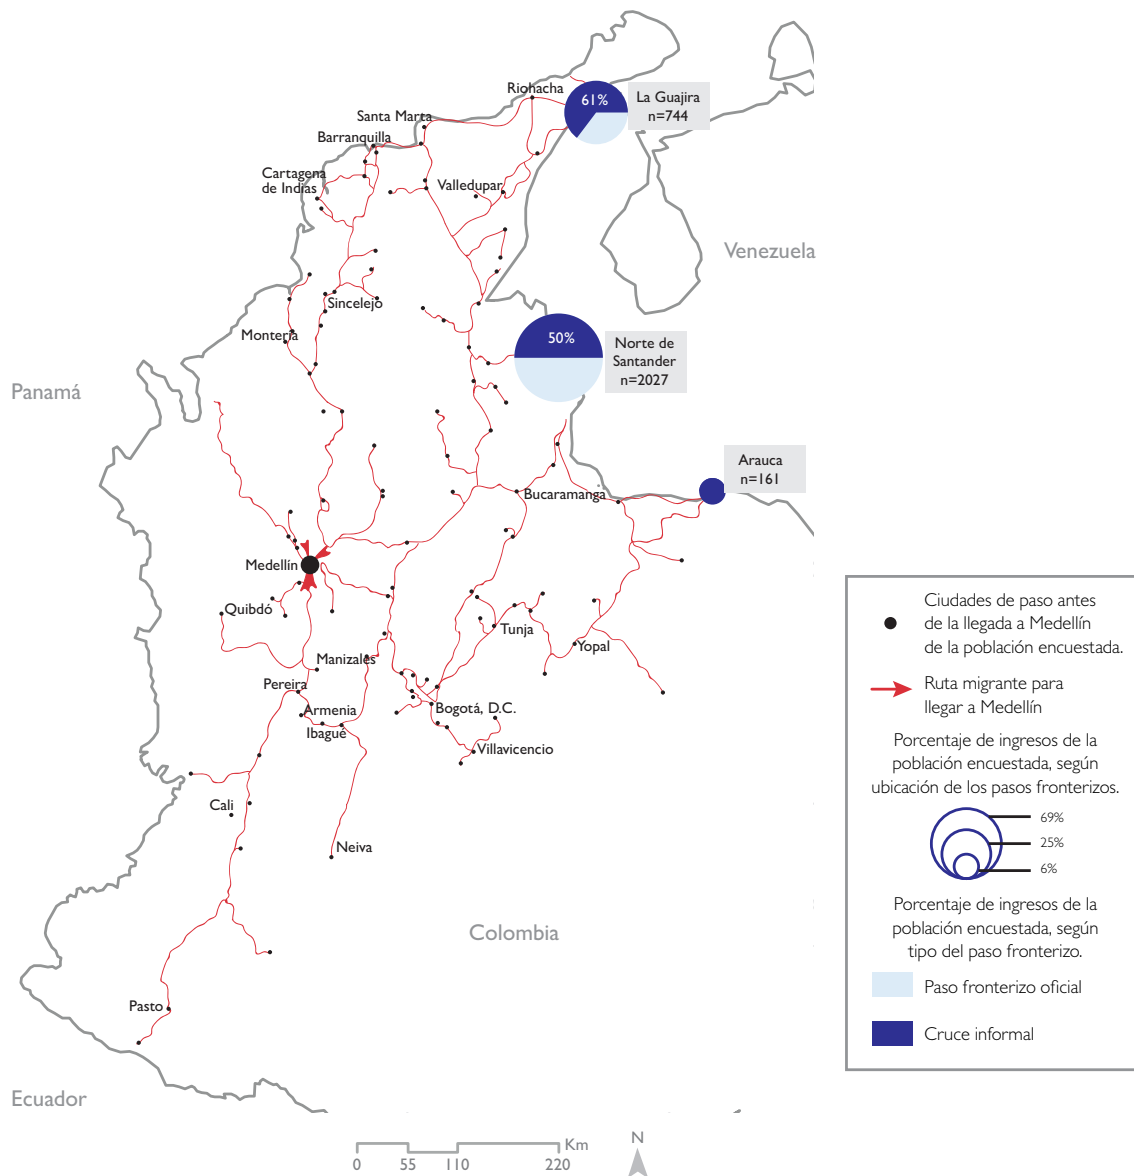 Riohacha
61%
La Guajira
n=744
Santa Marta
Barranquilla
Cartagena
de Indias
Valledupar
Venezuela
Sincelejo
Montería
50%
Norte de
Santander
n=2027
Panamá
Arauca
n=161
Bucaramanga
Medellín
Quibdó
Tunja
Yopal
Manizales
Pereira
Armenia
Ibagué
Bogotá, D.C.
Villavicencio
Cali
Neiva
Colombia
Pasto
Ecuador
Km
0 55 110 220
N
Ciudades de paso antes
de la llegada a Medellín
de la población encuestada.
Ruta migrante para
llegar a Medellín
Porcentaje de ingresos de la
población encuestada, según
ubicación de los pasos fronterizos.
69%
25%
6%
Porcentaje de ingresos de la
población encuestada, según
tipo del paso fronterizo.
Paso fronterizo oficial
Cruce informal